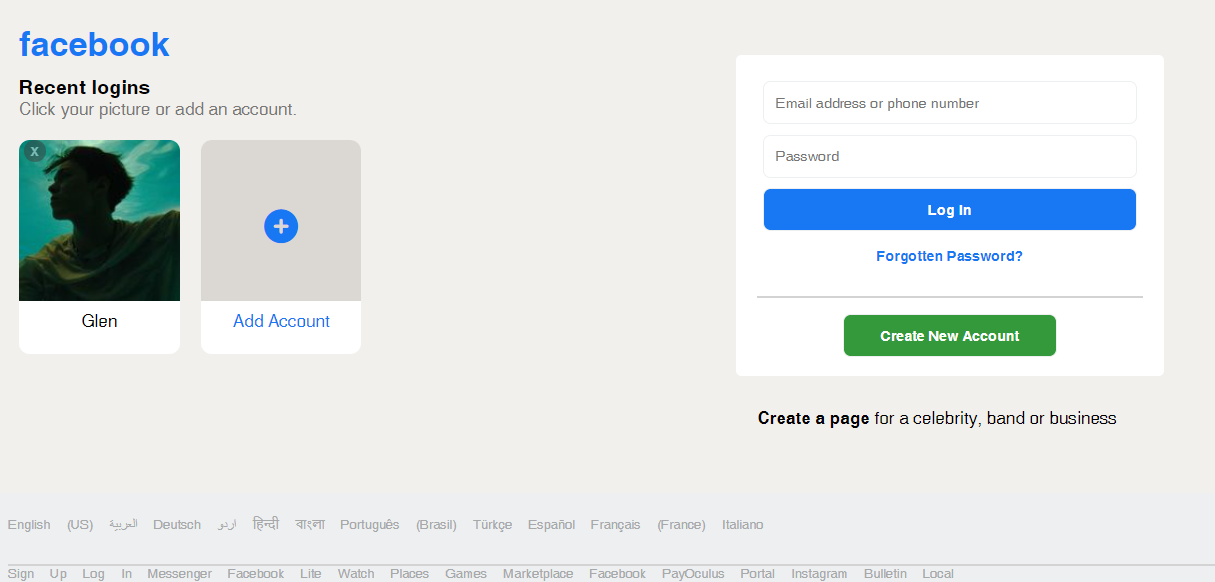 facebook
Recent logins
Click your picture or add an account.
X
Glen
Add Account
Email address or phone number
Password
Log In
Forgotten Password?
Create New Account
Create a page for a celebrity, band or business
English (US) العربية Deutsch اردو हिन्दी বাংলা Português (Brasil) Türkçe Español Français (France) Italiano
Sign Up Log In Messenger Facebook Lite Watch Places Games Marketplace Facebook PayOculus Portal Instagram Bulletin Local